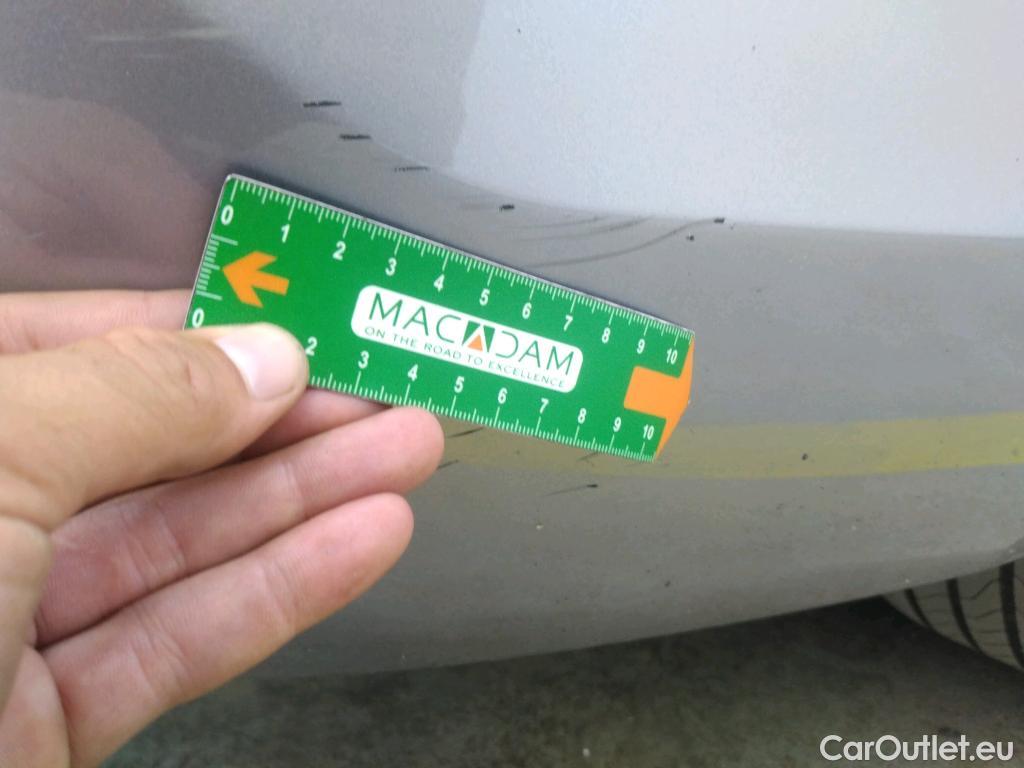 0 1 2 3 4 5 6 7 8 9 10
MACADAM
ON THE ROAD TO EXCELLENCE
0 2 3 4 5 6 7 8 9 10
CarOutlet.eu